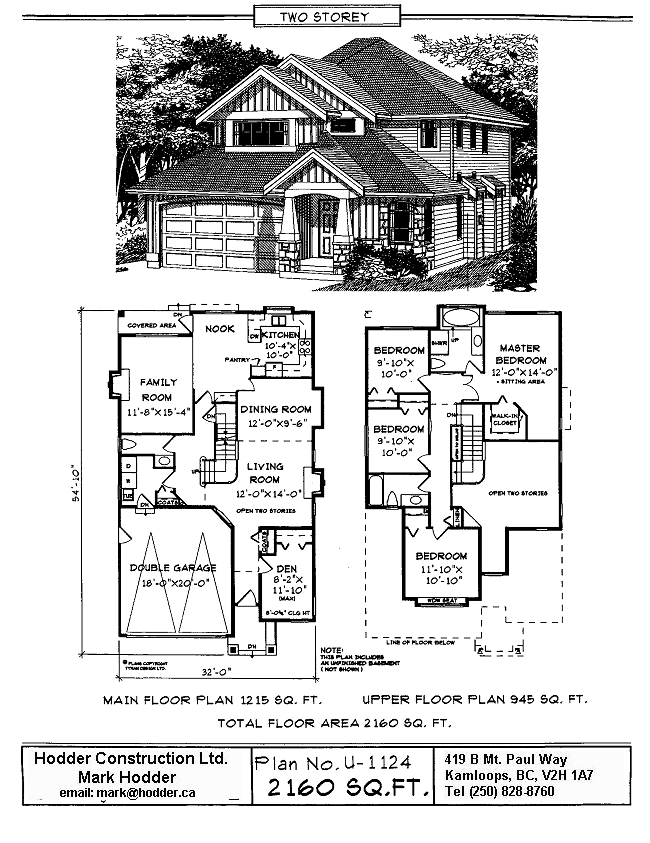 TWO STOREY
COVERED AREA
DN
NOOK
DW
KITCHEN
10'-4"X
10'-0"
PANTRY
F
FAMILY
ROOM
11'-8"X15'-4"
DN
DINING ROOM
12'-0"X9'-6"
LIVING
ROOM
12'-0"X14'-0"
OPEN TWO STORIES
UP
D
W
TUB
COATS
DN
DOUBLE GARAGE
18'-0"X20'-0"
COATS
DEN
8'-2"X
11'-10"
(MAX)
8'-0¾" CLG HT
DN
54'-10"
32'-0"
© PLANS COPYRIGHT
TYNAN DESIGN LTD.
NOTE:
THIS PLAN INCLUDES
AN UNFINISHED BASEMENT
(NOT SHOWN)
BEDROOM
9'-10"X
10'-0"
SHWR
UP
MASTER
BEDROOM
12'-0"X14'-0"
+ SITTING AREA
WALK-IN
CLOSET
BEDROOM
9'-10"X
10'-0"
DN
OPEN TWO STORIES
LINEN
BEDROOM
11'-10"X
10'-10"
WDW SEAT
LINE OF FLOOR BELOW
MAIN FLOOR PLAN 1215 SQ. FT.
UPPER FLOOR PLAN 945 SQ. FT.
TOTAL FLOOR AREA 2160 SQ. FT.
Hodder Construction Ltd.
Mark Hodder
email: mark@hodder.ca
Plan No. U-1124
2160 SQ.FT.
419 B Mt. Paul Way
Kamloops, BC, V2H 1A7
Tel (250) 828-8760